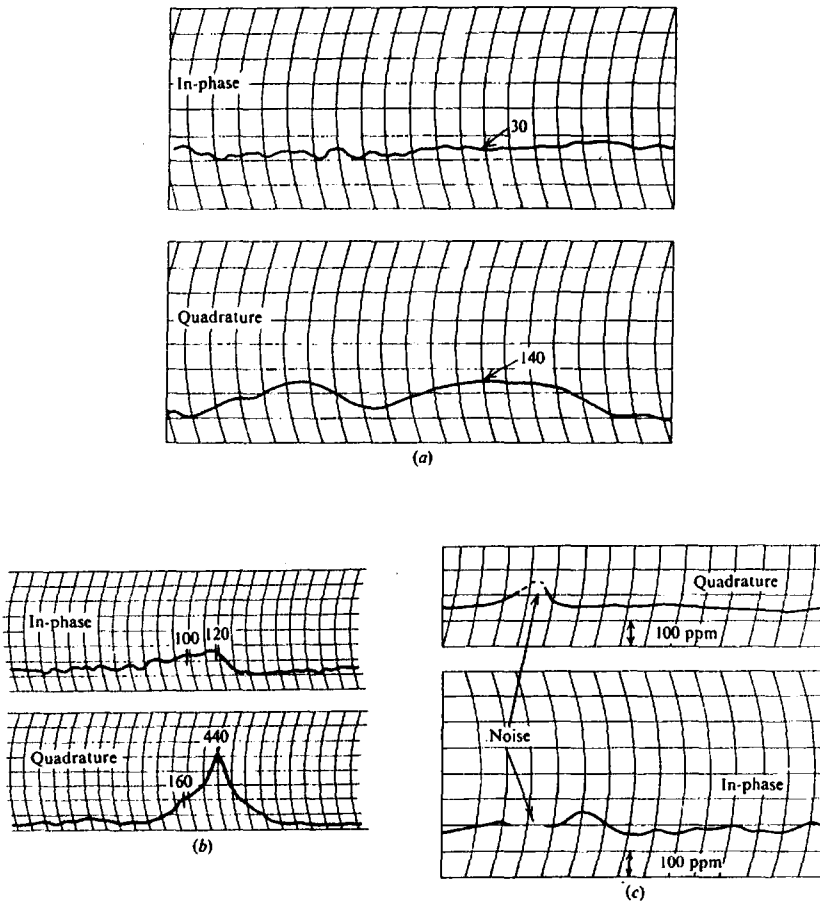 In-phase
30
Quadrature
140
(a)
In-phase
100 120
Quadrature
440
160
(b)
Quadrature
100 ppm
Noise
In-phase
100 ppm
(c)